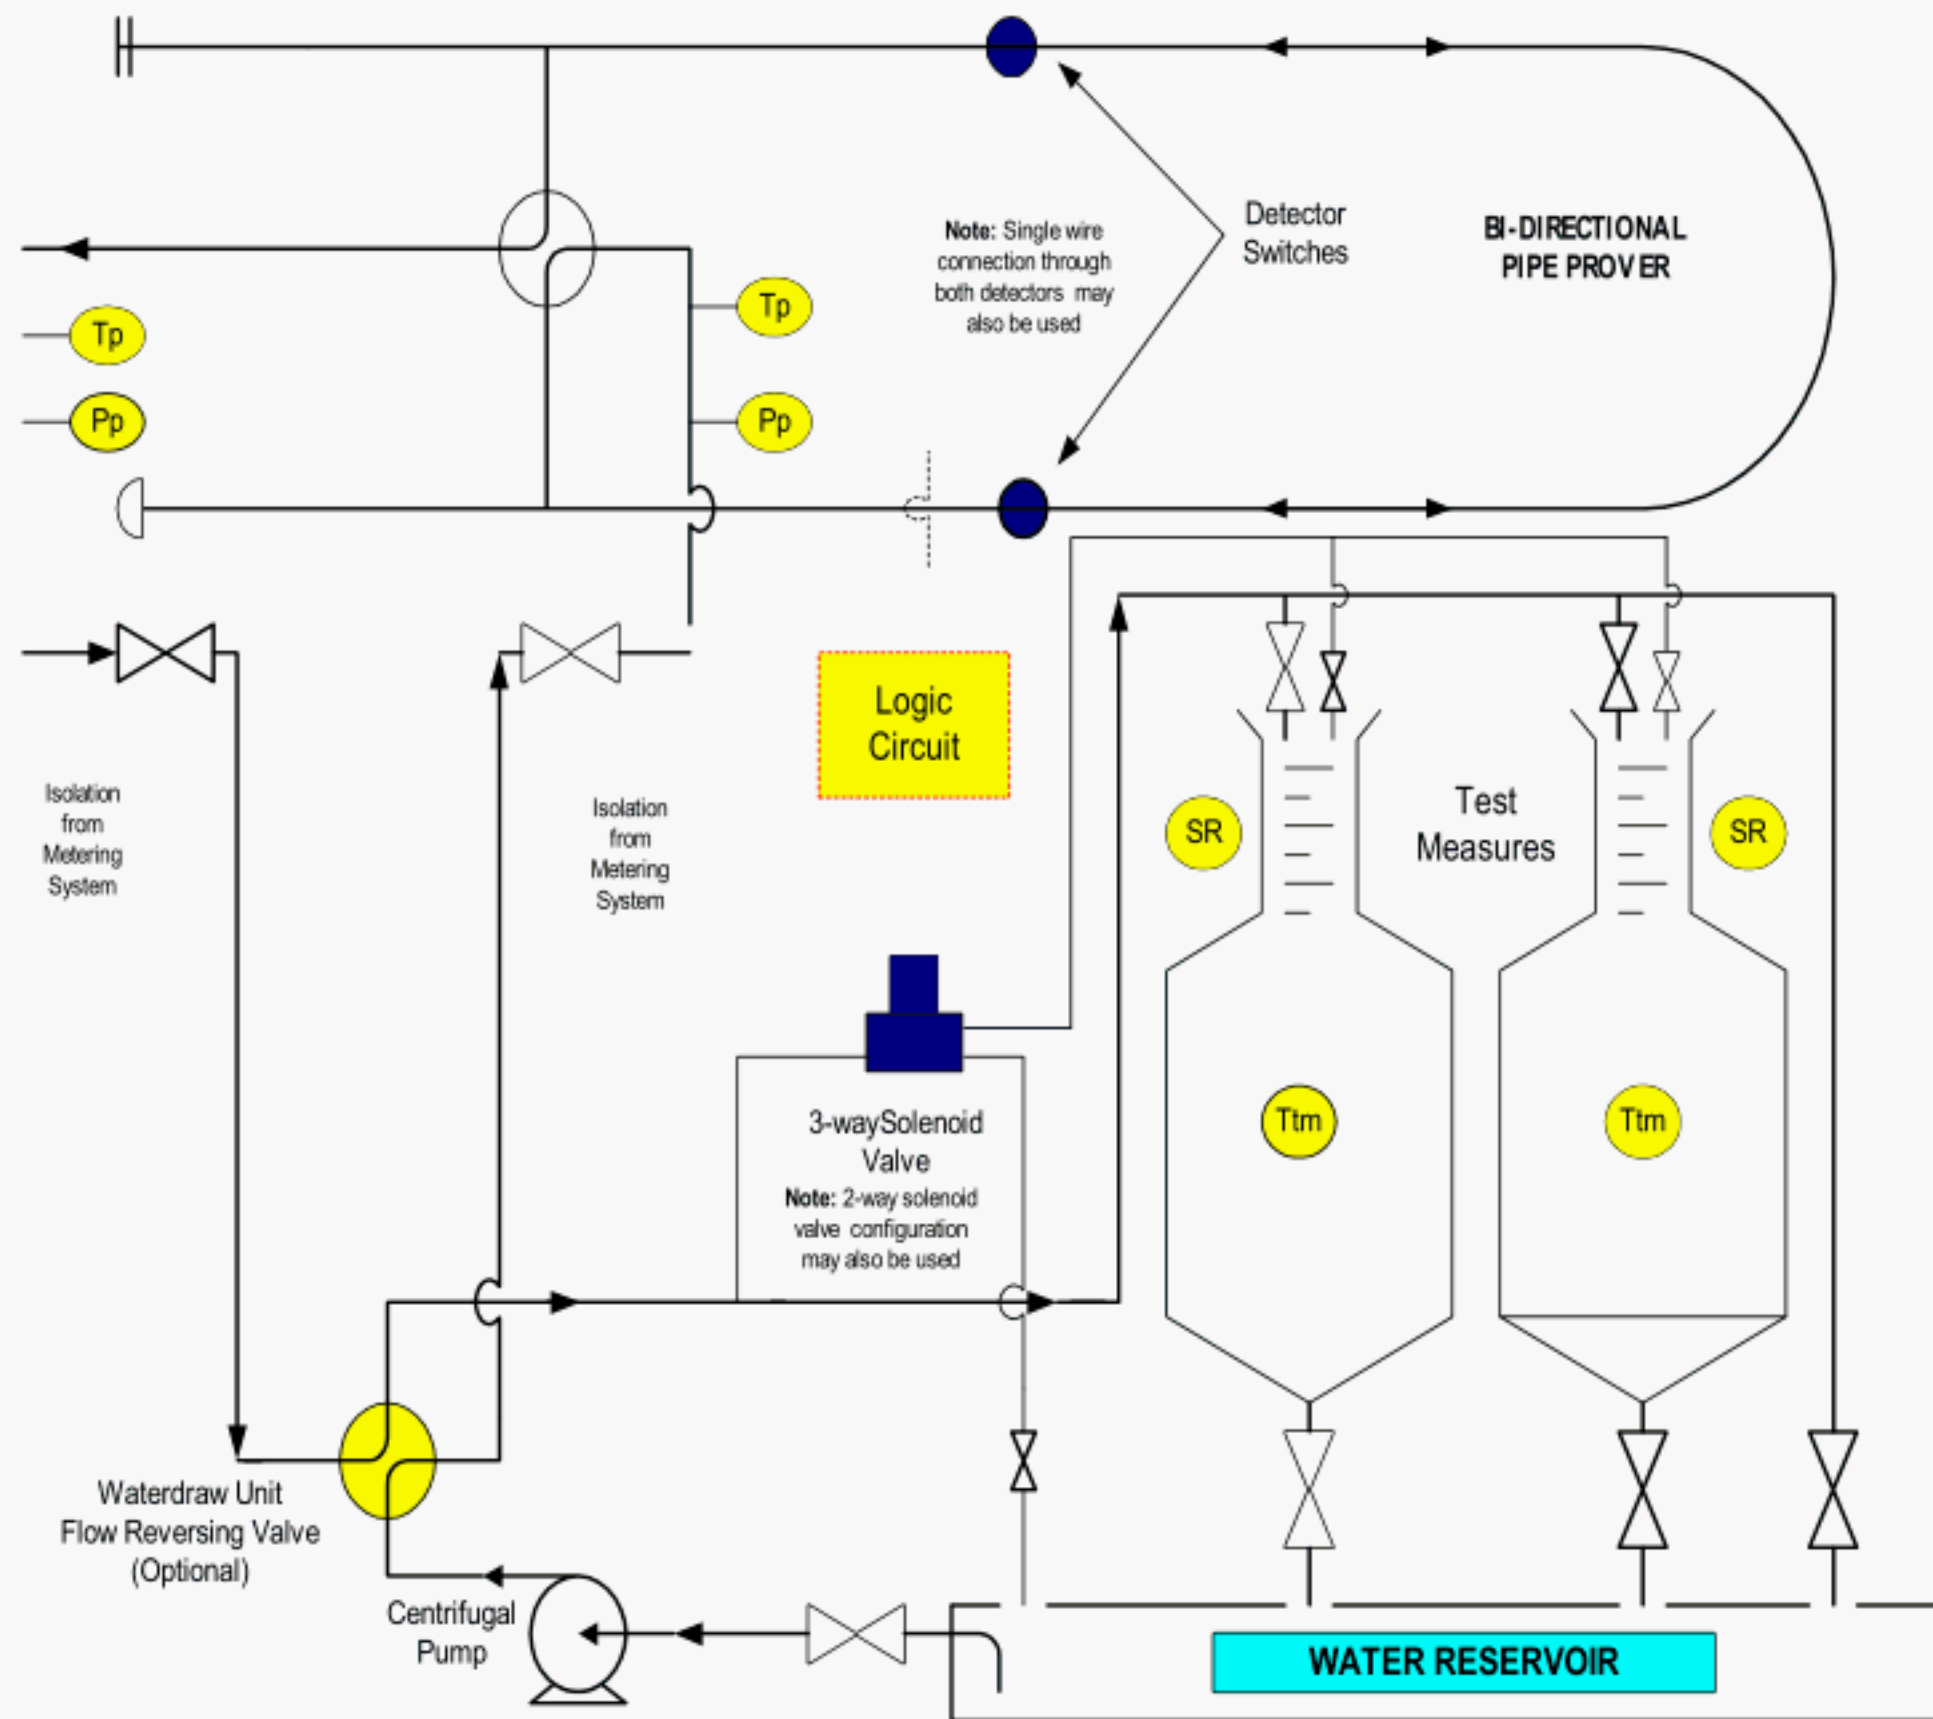 Detector
Switches
BI-DIRECTIONAL
PIPE PROVER
Note: Single wire
connection through
both detectors may
also be used
Tp
Pp
Tp
Pp
Logic
Circuit
Isolation
from
Metering
System
Isolation
from
Metering
System
SR
Test
Measures
SR
3-waySolenoid
Valve
Note: 2-way solenoid
valve configuration
may also be used
Ttm
Ttm
Waterdraw Unit
Flow Reversing Valve
(Optional)
Centrifugal
Pump
WATER RESERVOIR